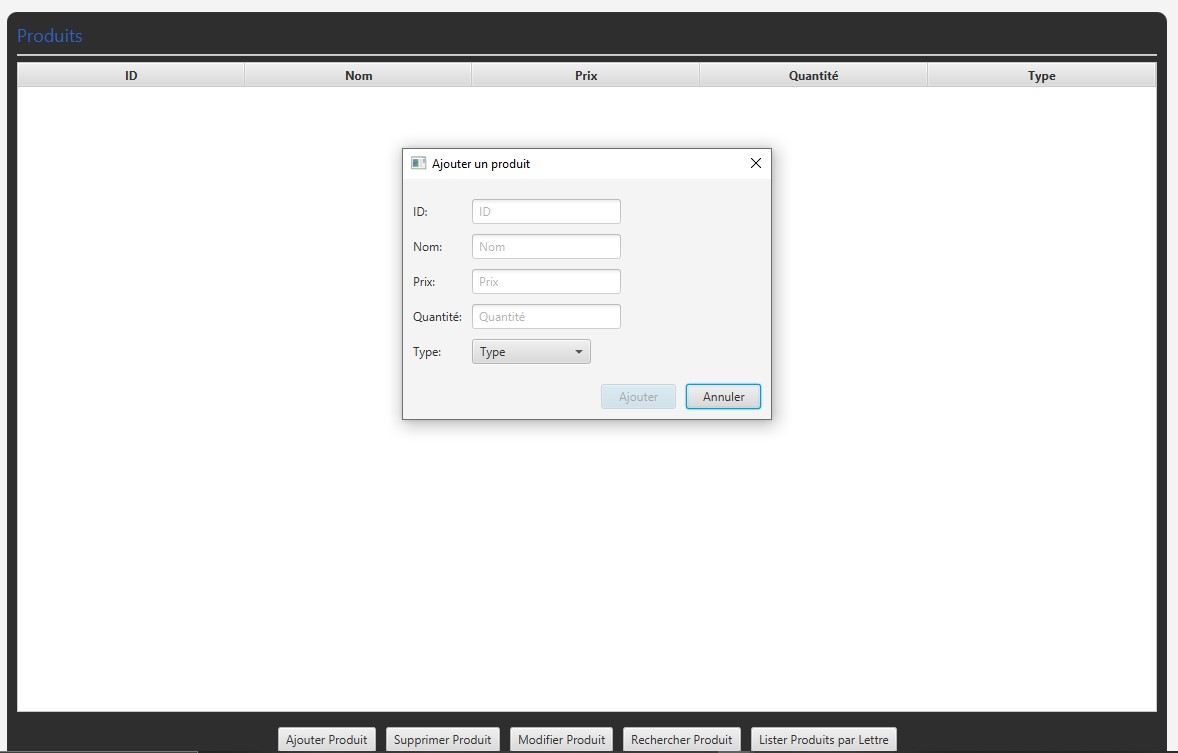 Produits
ID Nom Prix Quantité Type
Ajouter un produit
ID: ID
Nom: Nom
Prix: Prix
Quantité: Quantité
Type: Type
Ajouter Annuler
Ajouter Produit Supprimer Produit Modifier Produit Rechercher Produit Lister Produits par Lettre